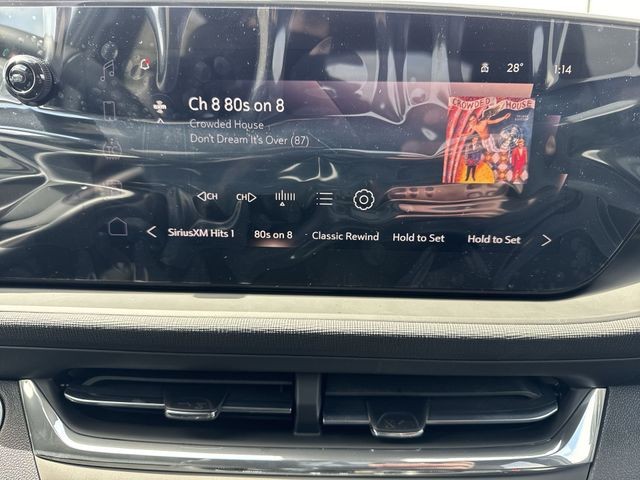 28° 1:14
Ch 8 80s on 8
Crowded House
Don't Dream It's Over (87)
CROWDED HOUSE
CH CH
SiriusXM Hits 1 80s on 8 Classic Rewind Hold to Set Hold to Set